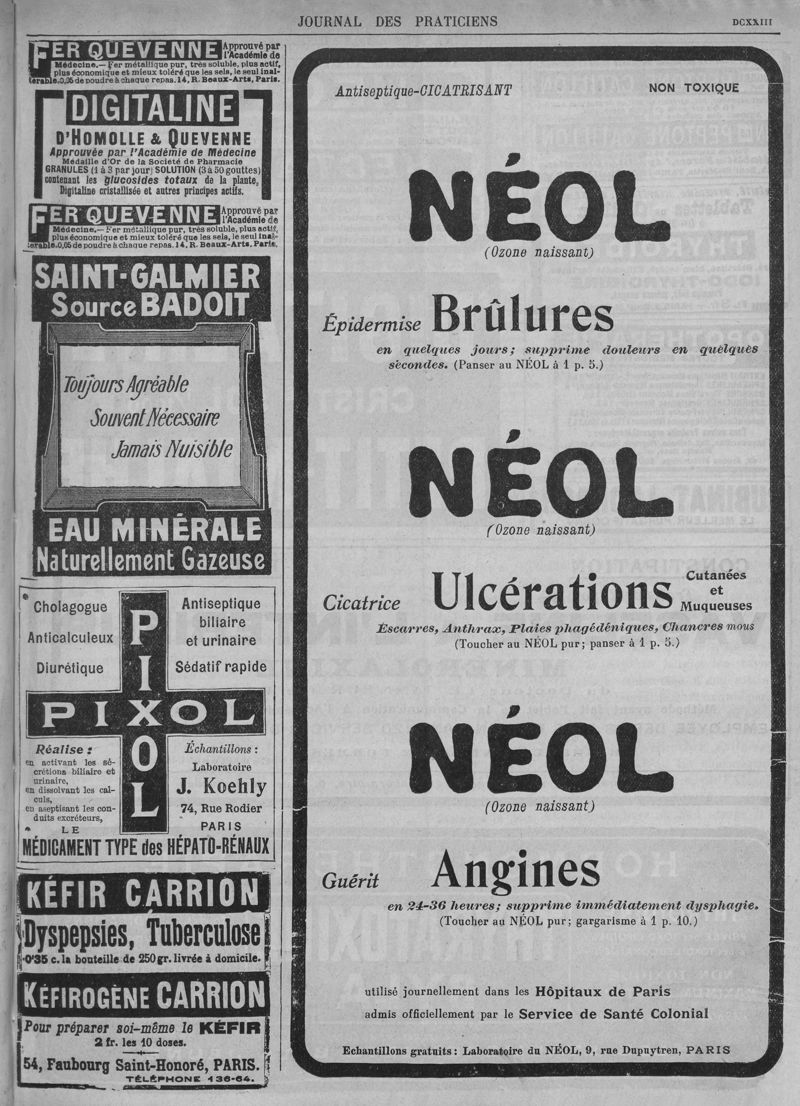 JOURNAL DES PRATICIENS
DCXXIII
FER QUEVENNE Approuvé par
l'Académie de
Médecine.— Fer métallique pur, très soluble, plus actif,
plus économique et mieux toléré que les sels, le seul inal-
térable.0,05 de poudre à chaque repas. 14, R. Beaux-Arts, Paris.
DIGITALINE
D'HOMOLLE & QUEVENNE
Approuvée par l'Académie de Médecine
Médaille d'Or de la Société de Pharmacie
GRANULES (1 à 3 par jour) SOLUTION (3 à 50 gouttes)
contenant les glucosides totaux de la plante,
Digitaline cristallisée et autres principes actifs.
FER QUEVENNE Approuvé par
l'Académie de
Médecine.— Fer métallique pur, très soluble, plus actif,
plus économique et mieux toléré que les sels, le seul inal-
térable.0,05 de poudre à chaque repas. 14, R. Beaux-Arts, Paris.
SAINT-GALMIER
Source BADOIT
Toujours Agréable
Souvent Nécessaire
Jamais Nuisible
EAU MINÉRALE
Naturellement Gazeuse
Cholagogue
Anticalculeux
Diurétique
Antiseptique
biliaire
et urinaire
Sédatif rapide
PIXOL
PIXOL
Réalise :
en activant les sé-
crétions biliaire et
urinaire,
en dissolvant les cal-
culs,
en aseptisant les con-
duits excréteurs,
Échantillons :
Laboratoire
J. Koehly
74, Rue Rodier
PARIS
LE
MÉDICAMENT TYPE des HÉPATO-RÉNAUX
KÉFIR CARRION
Dyspepsies, Tuberculose
0'35 c. la bouteille de 250 gr. livrée à domicile.
KÉFIROGÈNE CARRION
Pour préparer soi-même le KÉFIR
2 fr. les 10 doses.
54, Faubourg Saint-Honoré, PARIS.
TÉLÉPHONE 136-64.
Antiseptique-CICATRISANT
NON TOXIQUE
NÉOL
(Ozone naissant)
Épidermise Brûlures
en quelques jours; supprime douleurs en quelques
secondes. (Panser au NÉOL à 1 p. 5.)
NÉOL
(Ozone naissant)
Cicatrice Ulcérations Cutanées
et
Muqueuses
Escarres, Anthrax, Plaies phagédéniques, Chancres mous
(Toucher au NÉOL pur; panser à 1 p. 5.)
NÉOL
(Ozone naissant)
Guérit Angines
en 24-36 heures; supprime immédiatement dysphagie.
(Toucher au NÉOL pur; gargarisme à 1 p. 10.)
utilisé journellement dans les Hôpitaux de Paris
admis officiellement par le Service de Santé Colonial
Echantillons gratuits : Laboratoire du NÉOL, 9, rue Dupuytren, PARIS